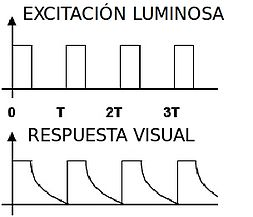 EXCITACIÓN LUMINOSA
0 T 2T 3T
RESPUESTA VISUAL